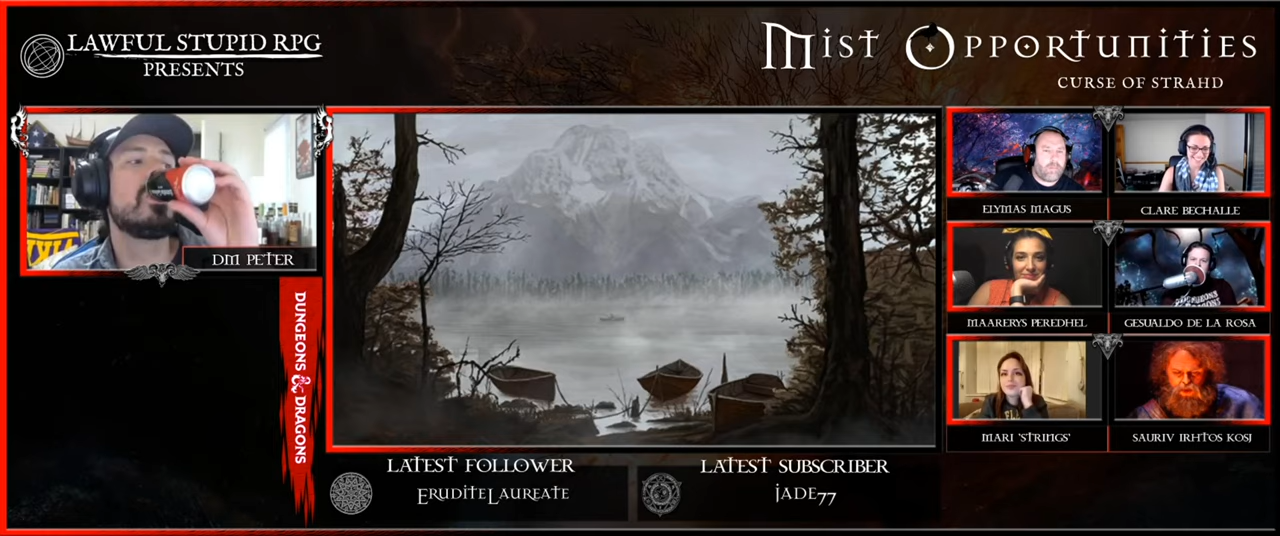 LAWFUL STUPID RPG
PRESENTS
Mist Opportunities
CURSE OF STRAHD
DM PETER
DUNGEONS & DRAGONS
ELYMAS MAGUS
CLARE BECHALLE
MAARERYS PEREDHEL
GESUALDO DE LA ROSA
MARI 'STRINGS'
SAURIV IRHTOS KOSJ
LATEST FOLLOWER
EruditeLaureate
LATEST SUBSCRIBER
jade77